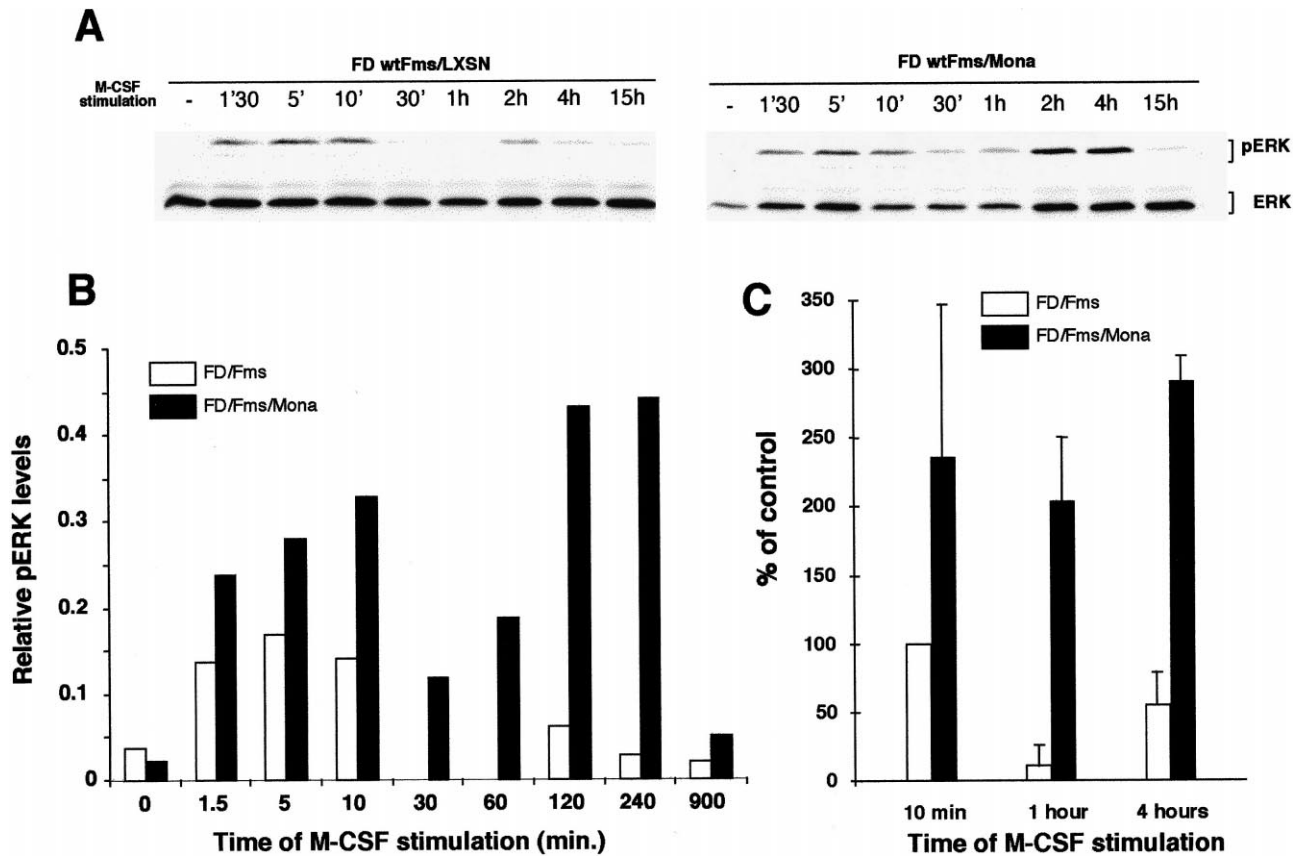 A
FD wtFms/LXSN
FD wtFms/Mona
M-CSF
stimulation
- 1'30 5' 10' 30' 1h 2h 4h 15h
- 1'30 5' 10' 30' 1h 2h 4h 15h
pERK
ERK
B
FD/Fms
FD/Fms/Mona
Relative pERK levels
0.5
0.4
0.3
0.2
0.1
0
0 1.5 5 10 30 60 120 240 900
Time of M-CSF stimulation (min.)
C
FD/Fms
FD/Fms/Mona
% of control
350
300
250
200
150
100
50
0
10 min 1 hour 4 hours
Time of M-CSF stimulation